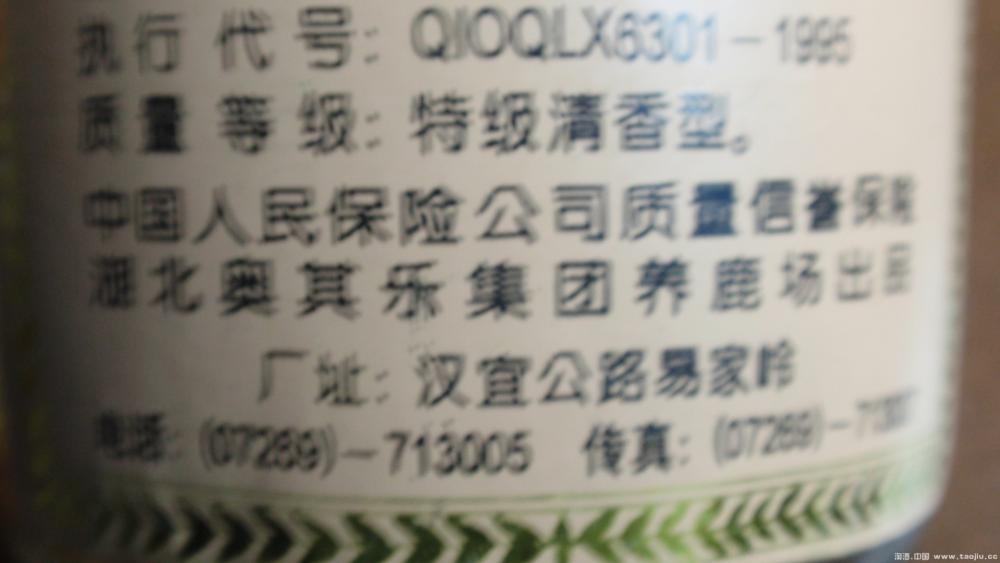 执行代号：QJOQLX6301－1995
质量等级：特级清香型。
中国人民保险公司质量信誉保险
湖北奥其乐集团养鹿场出品
厂址：汉宜公路易家岭
电话：(07289)－713005 传真：(07289)－
淘酒.中国 www.taojiu.cc